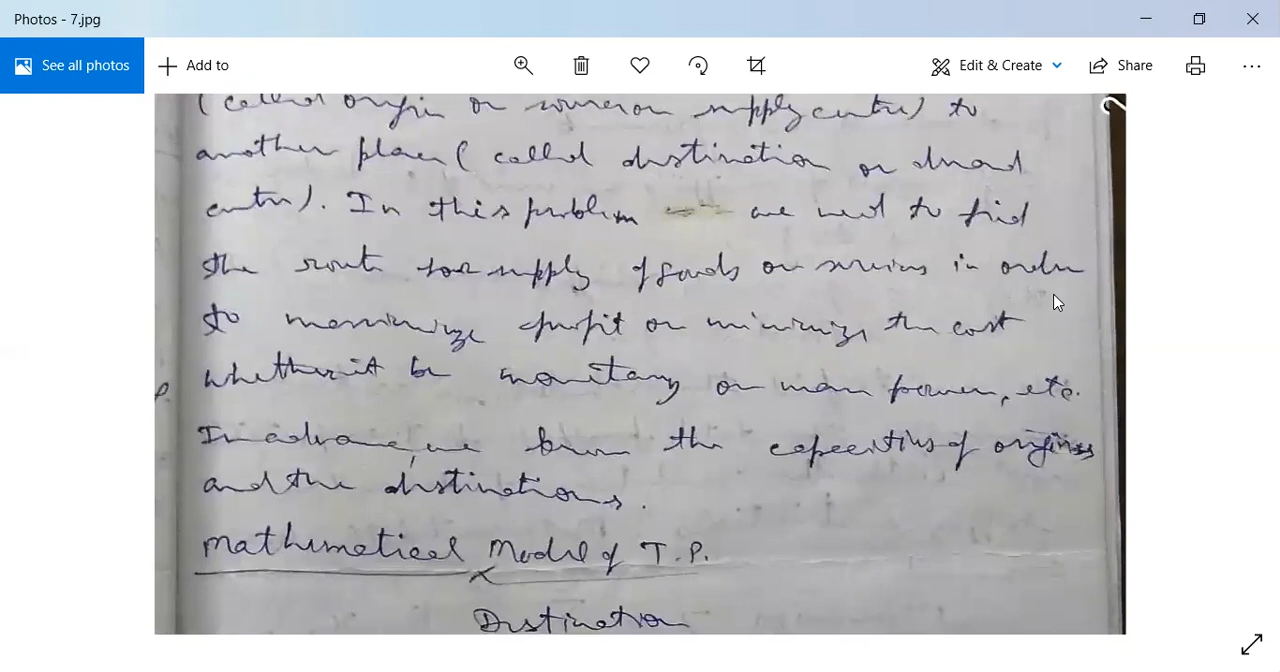 Photos - 7.jpg
See all photos
Add to
Edit & Create
Share
(called origin or source or supply centre) to
another place (called destination or demand
centre). In this problem we need to find
the route for supply of goods or services in order
to maximize profit or minimize the cost
whether it be monitary or man power, etc.
In advance, we know the capacities of origins
and the destinations.
Mathematical Model of T.P.
Destination